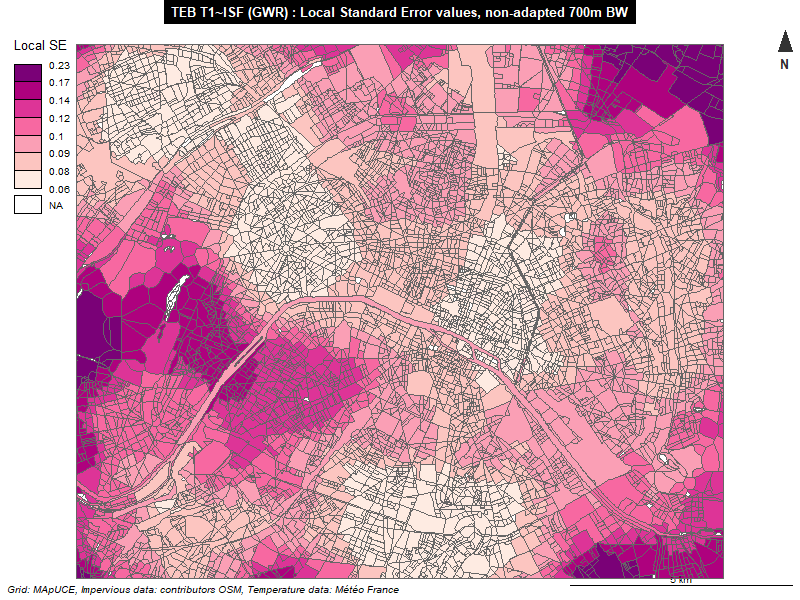 TEB T1~ISF (GWR) : Local Standard Error values, non-adapted 700m BW
Local SE
0.23
0.17
0.14
0.12
0.1
0.09
0.08
0.06
NA
N
5 km
Grid: MApUCE, Impervious data: contributors OSM, Temperature data: Météo France